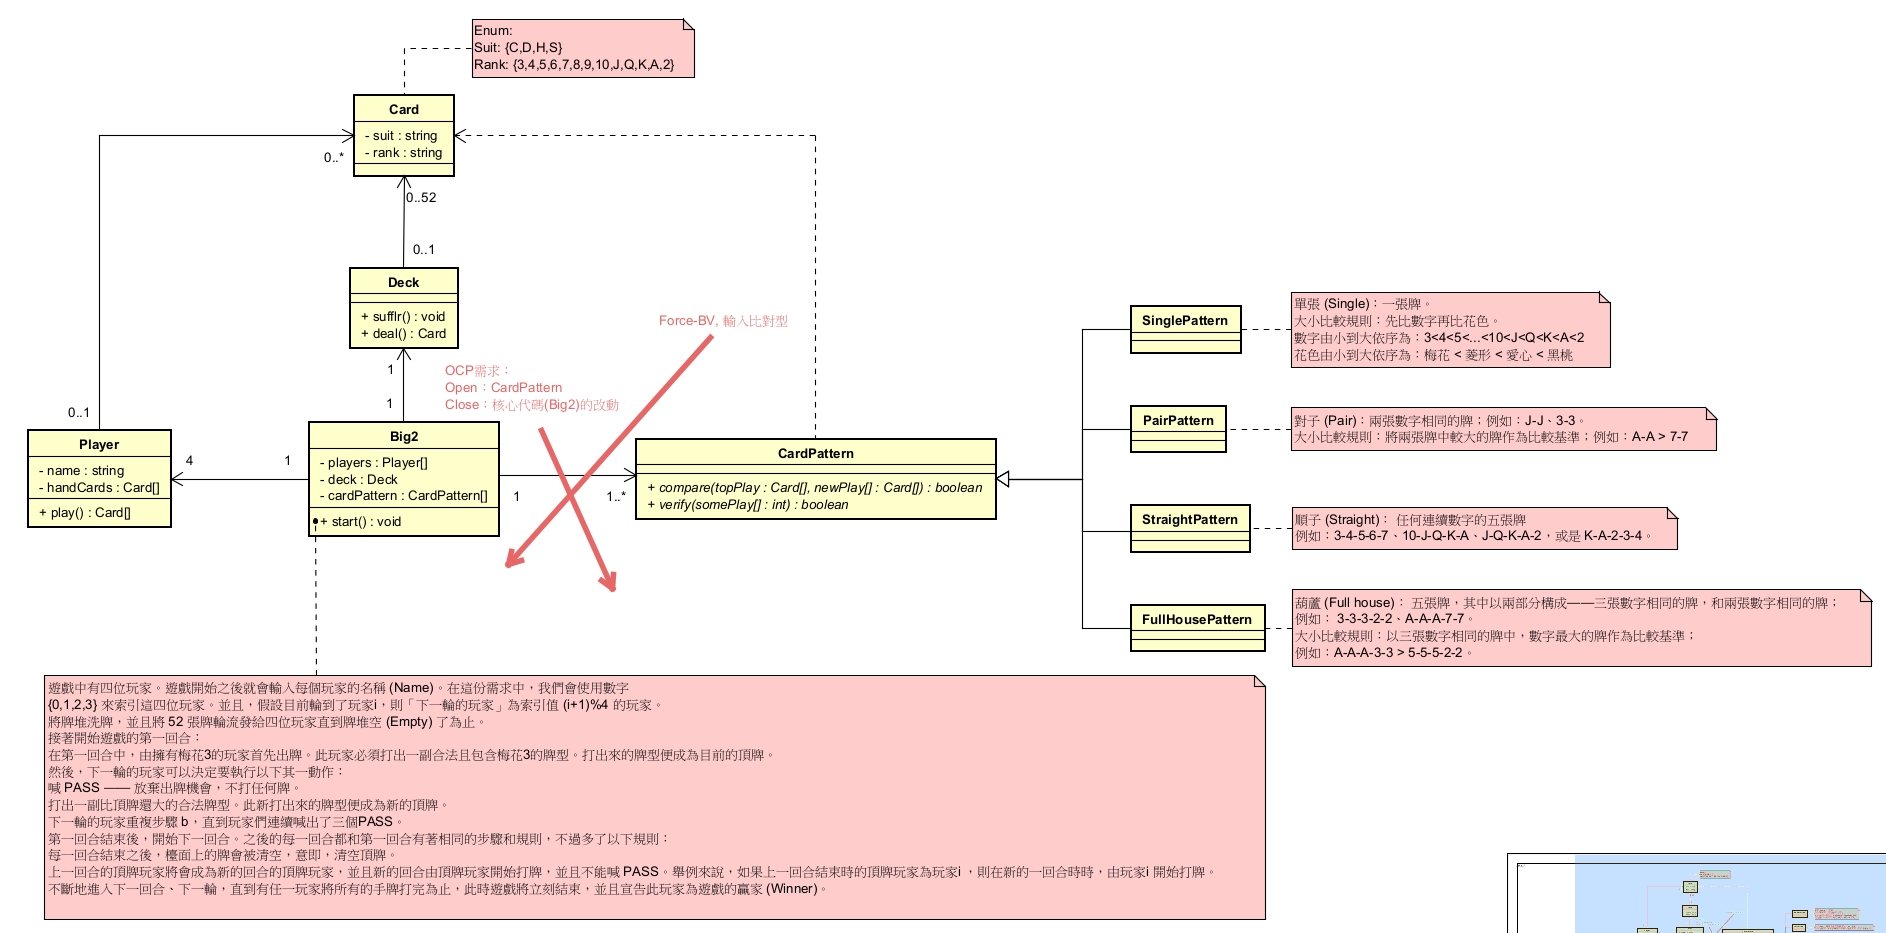 Enum:
Suit: {C,D,H,S}
Rank: {3,4,5,6,7,8,9,10,J,Q,K,A,2}
Card
- suit : string
- rank : string
0..*
0..52
0..1
Deck
+ sufflr() : void
+ deal() : Card
1
1
Force-BV, 輸入比對型
OCP需求：
Open：CardPattern
Close：核心代碼(Big2)的改動
0..1
Player
- name : string
- handCards : Card[]
+ play() : Card[]
4
1
Big2
- players : Player[]
- deck : Deck
- cardPattern : CardPattern[]
+ start() : void
1
1..*
CardPattern
+ compare(topPlay : Card[], newPlay[] : Card[]) : boolean
+ verify(somePlay[] : int) : boolean
SinglePattern
單張 (Single)：一張牌。
大小比較規則：先比數字再比花色。
數字由小到大依序為：3<4<5<...<10<J<Q<K<A<2
花色由小到大依序為：梅花 < 菱形 < 愛心 < 黑桃
PairPattern
對子 (Pair)：兩張數字相同的牌；例如：J-J、3-3。
大小比較規則：將兩張牌中較大的牌作為比較基準；例如：A-A > 7-7
StraightPattern
順子 (Straight)： 任何連續數字的五張牌
例如：3-4-5-6-7、10-J-Q-K-A、J-Q-K-A-2，或是 K-A-2-3-4。
FullHousePattern
葫蘆 (Full house)： 五張牌，其中以兩部分構成——三張數字相同的牌，和兩張數字相同的牌；
例如： 3-3-3-2-2、A-A-A-7-7。
大小比較規則：以三張數字相同的牌中，數字最大的牌作為比較基準；
例如：A-A-A-3-3 > 5-5-5-2-2。
遊戲中有四位玩家。遊戲開始之後就會輸入每個玩家的名稱 (Name)。在這份需求中，我們會使用數字
{0,1,2,3} 來索引這四位玩家。並且，假設目前輪到了玩家i，則「下一輪的玩家」為索引值 (i+1)%4 的玩家。
將牌堆洗牌，並且將 52 張牌輪流發給四位玩家直到牌堆空 (Empty) 了為止。
接著開始遊戲的第一回合：
在第一回合中，由擁有梅花3的玩家首先出牌。此玩家必須打出一副合法且包含梅花3的牌型。打出來的牌型便成為目前的頂牌。
然後，下一輪的玩家可以決定要執行以下其一動作：
喊 PASS —— 放棄出牌機會，不打任何牌。
打出一副比頂牌還大的合法牌型。此新打出來的牌型便成為新的頂牌。
下一輪的玩家重複步驟 b，直到玩家們連續喊出了三個PASS。
第一回合結束後，開始下一回合。之後的每一回合都和第一回合有著相同的步驟和規則，不過多了以下規則：
每一回合結束之後，檯面上的牌會被清空，意即，清空頂牌。
上一回合的頂牌玩家將會成為新的回合的頂牌玩家，並且新的回合由頂牌玩家開始打牌，並且不能喊 PASS。舉例來說，如果上一回合結束時的頂牌玩家為玩家i ，則在新的一回合時時，由玩家i 開始打牌。
不斷地進入下一回合、下一輪，直到有任一玩家將所有的手牌打完為止，此時遊戲將立刻結束，並且宣告此玩家為遊戲的贏家 (Winner)。